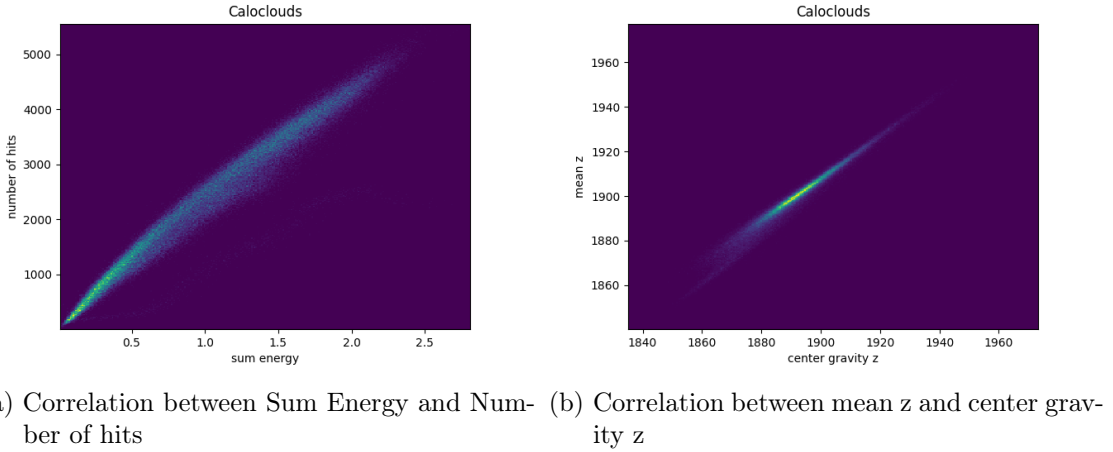 Caloclouds
number of hits
5000
4000
3000
2000
1000
0.5 1.0 1.5 2.0 2.5
sum energy
Caloclouds
mean z
1960
1940
1920
1900
1880
1860
1840 1860 1880 1900 1920 1940 1960
center gravity z
) Correlation between Sum Energy and Num-
ber of hits
(b) Correlation between mean z and center grav-
ity z